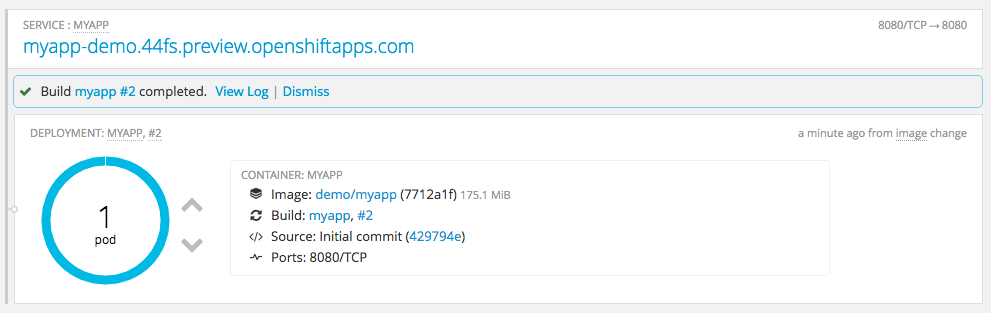 SERVICE : MYAPP
8080/TCP → 8080
myapp-demo.44fs.preview.openshiftapps.com
Build myapp #2 completed. View Log | Dismiss
DEPLOYMENT: MYAPP, #2
a minute ago from image change
1
pod
CONTAINER: MYAPP
Image: demo/myapp (7712a1f) 175.1 MiB
Build: myapp, #2
</> Source: Initial commit (429794e)
Ports: 8080/TCP